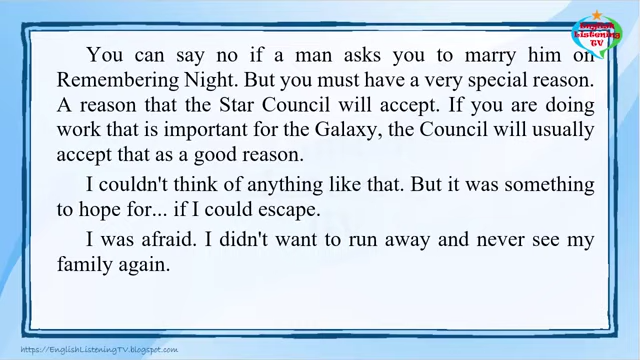 English
Listening
TV
You can say no if a man asks you to marry him on
Remembering Night. But you must have a very special reason.
A reason that the Star Council will accept. If you are doing
work that is important for the Galaxy, the Council will usually
accept that as a good reason.
I couldn't think of anything like that. But it was something
to hope for... if I could escape.
I was afraid. I didn't want to run away and never see my
family again.
https://EnglishListeningTV.blogspot.com